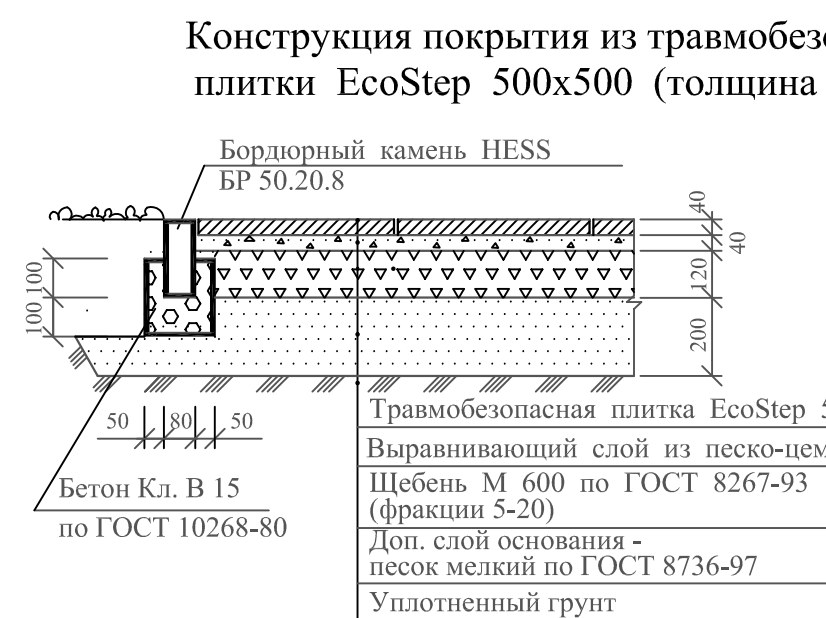 Конструкция покрытия из травмобезо
плитки EcoStep 500х500 (толщина
Бордюрный камень HESS
БР 50.20.8
40
40
120
200
100
100
50
80
50
Бетон Кл. В 15
по ГОСТ 10268-80
Травмобезопасная плитка EcoStep 5
Выравнивающий слой из песко-цем
Щебень М 600 по ГОСТ 8267-93
(фракции 5-20)
Доп. слой основания -
песок мелкий по ГОСТ 8736-97
Уплотненный грунт